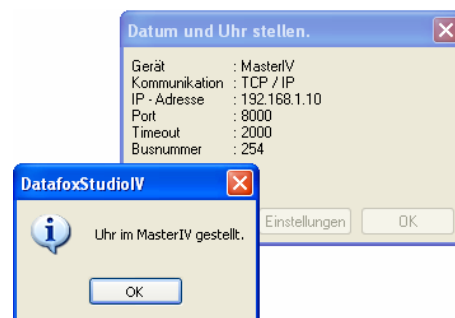 Datum und Uhr stellen.
Gerät : MasterIV
Kommunikation : TCP / IP
IP - Adresse : 192.168.1.10
Port : 8000
Timeout : 2000
Busnummer : 254
Einstellungen OK
DatafoxStudioIV
Uhr im MasterIV gestellt.
OK